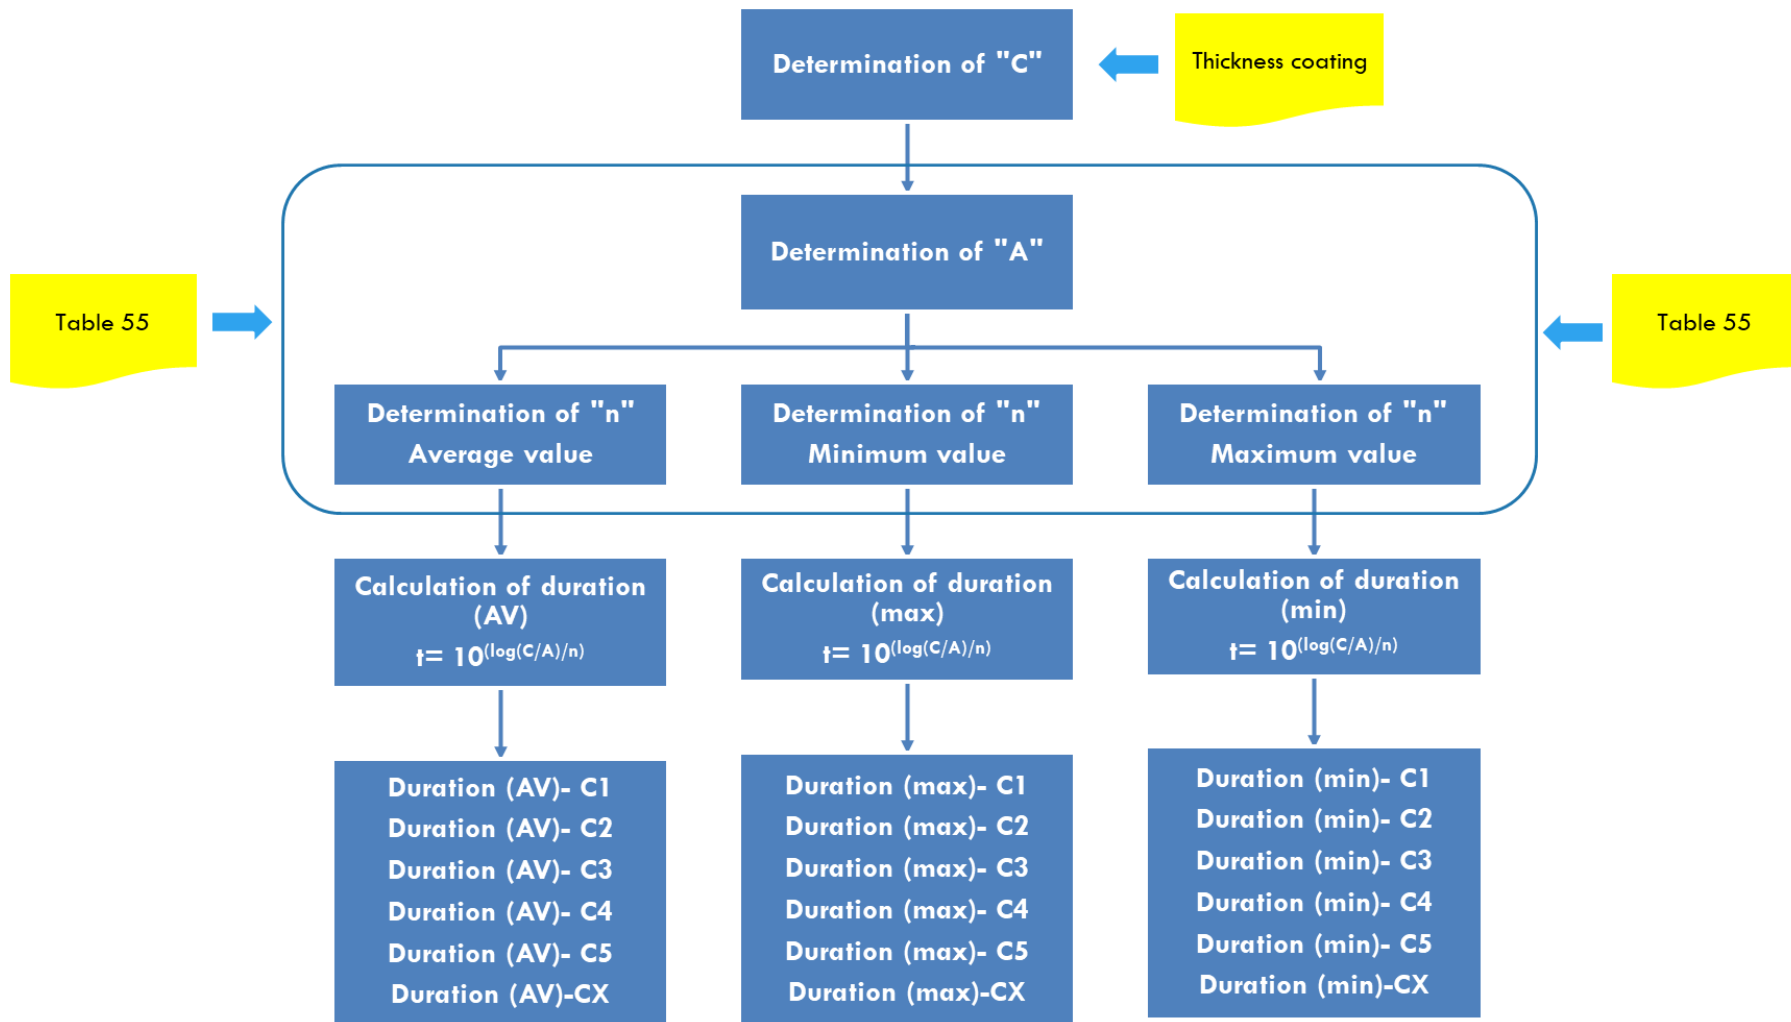 Determination of "C"
Thickness coating
Determination of "A"
Table 55
Table 55
Determination of "n"
Average value
Determination of "n"
Minimum value
Determination of "n"
Maximum value
Calculation of duration
(AV)
t= 10^(log(C/A)/n)
Calculation of duration
(max)
t= 10^(log(C/A)/n)
Calculation of duration
(min)
t= 10^(log(C/A)/n)
Duration (AV)- C1
Duration (AV)- C2
Duration (AV)- C3
Duration (AV)- C4
Duration (AV)- C5
Duration (AV)-CX
Duration (max)- C1
Duration (max)- C2
Duration (max)- C3
Duration (max)- C4
Duration (max)- C5
Duration (max)-CX
Duration (min)- C1
Duration (min)- C2
Duration (min)- C3
Duration (min)- C4
Duration (min)- C5
Duration (min)-CX